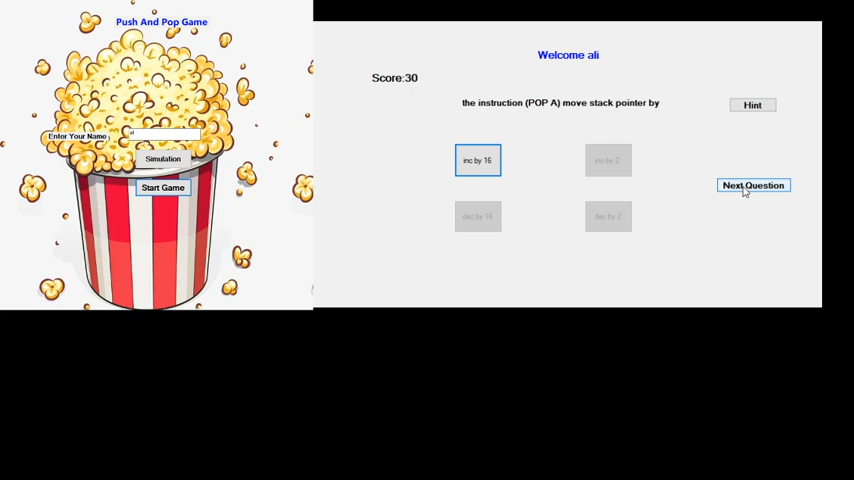 Push And Pop Game
Enter Your Name
ali
Simulation
Start Game
Welcome ali
Score:30
the instruction (POP A) move stack pointer by
Hint
inc by 16
inc by 2
Next Question
dec by 16
dec by 2